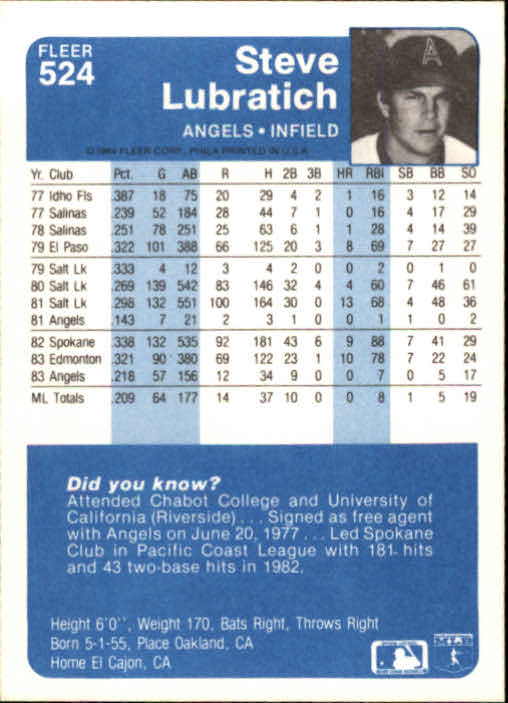 FLEER
524
Steve
Lubratich
ANGELS • INFIELD
© 1984 FLEER CORP., PHILA PRINTED IN U.S.A.
Yr. Club Pct. G AB R H 2B 3B HR RBI SB BB SO
77 Idho Fls .387 18 75 20 29 4 2 1 16 3 12 14
77 Salinas .239 52 184 28 44 7 1 0 16 4 17 29
78 Salinas .251 78 251 25 63 6 1 1 28 4 14 39
79 El Paso .322 101 388 66 125 20 3 8 69 7 27 27
79 Salt Lk .333 4 12 3 4 2 0 0 2 0 1 0
80 Salt Lk .269 139 542 83 146 32 4 4 60 7 46 61
81 Salt Lk .298 132 551 100 164 30 0 13 68 4 48 36
81 Angels .143 7 21 2 3 1 0 0 1 1 0 2
82 Spokane .338 132 535 92 181 43 6 9 88 7 41 29
83 Edmonton .321 90 380 69 122 23 1 10 78 7 22 24
83 Angels .218 57 156 12 34 9 0 0 7 0 5 17
ML Totals .209 64 177 14 37 10 0 0 8 1 5 19
Did you know?
Attended Chabot College and University of
California (Riverside) . . . Signed as free agent
with Angels on June 20, 1977 . . . Led Spokane
Club in Pacific Coast League with 181 hits
and 43 two-base hits in 1982.
Height 6'0'', Weight 170, Bats Right, Throws Right
Born 5-1-55, Place Oakland, CA
Home El Cajon, CA